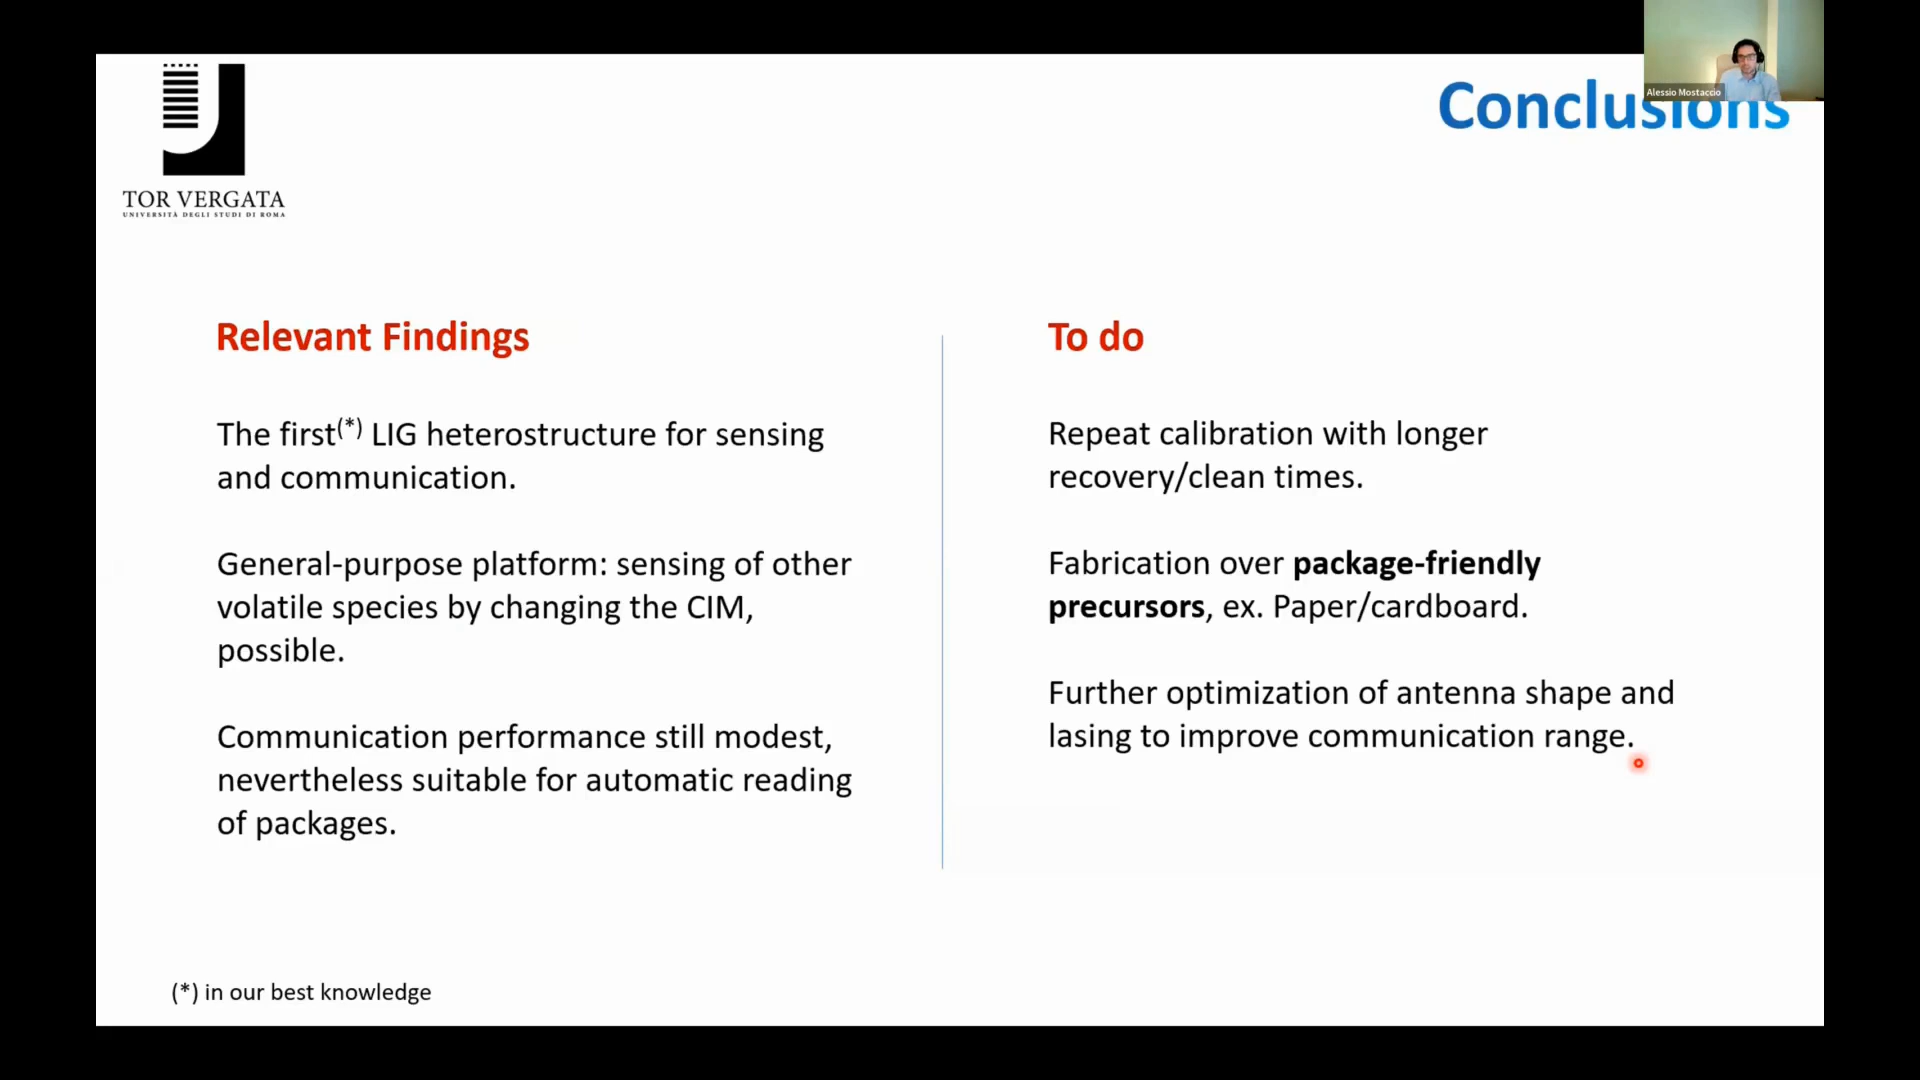 Conclusions
Alessio Mostaccio
TOR VERGATA
UNIVERSITÀ DEGLI STUDI DI ROMA
Relevant Findings
The first(*) LIG heterostructure for sensing
and communication.
General-purpose platform: sensing of other
volatile species by changing the CIM,
possible.
Communication performance still modest,
nevertheless suitable for automatic reading
of packages.
To do
Repeat calibration with longer
recovery/clean times.
Fabrication over package-friendly
precursors, ex. Paper/cardboard.
Further optimization of antenna shape and
lasing to improve communication range.
(*) in our best knowledge